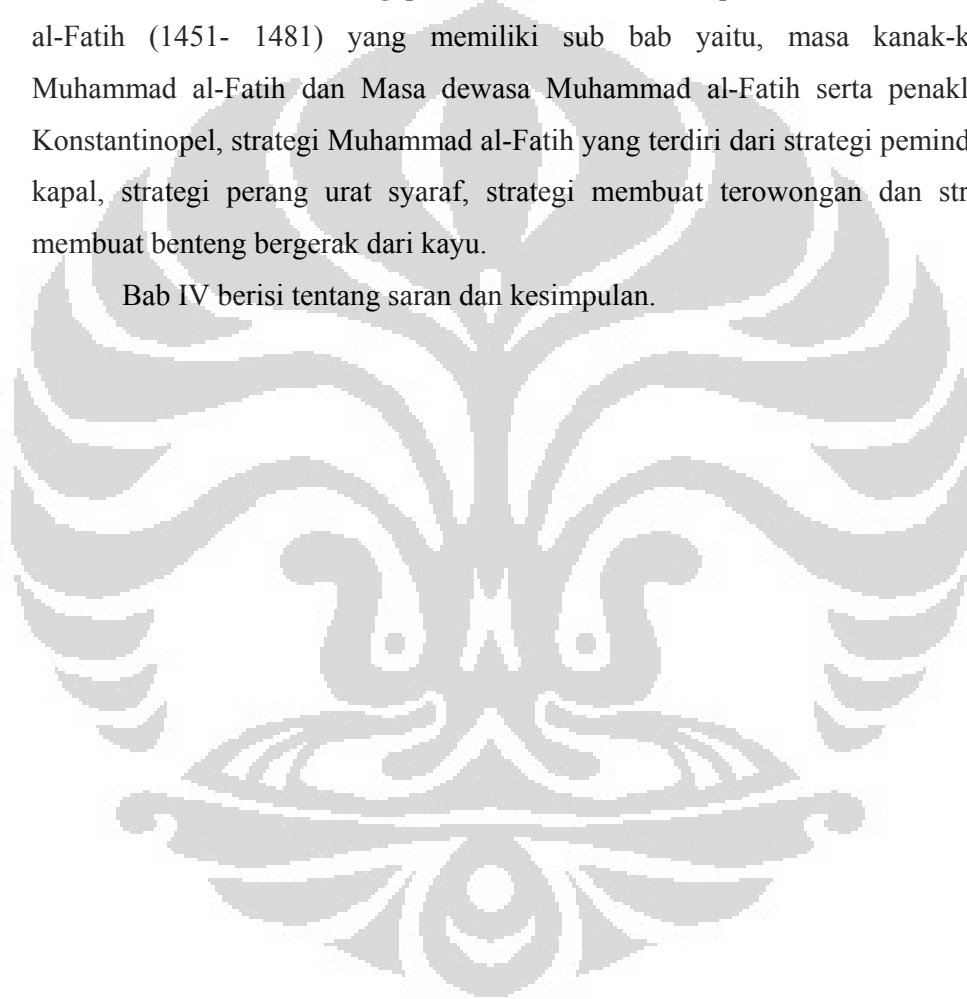 al-Fatih (1451- 1481) yang memiliki sub bab yaitu, masa kanak-k
Muhammad al-Fatih dan Masa dewasa Muhammad al-Fatih serta penakl
Konstantinopel, strategi Muhammad al-Fatih yang terdiri dari strategi pemind
kapal, strategi perang urat syaraf, strategi membuat terowongan dan str
membuat benteng bergerak dari kayu.
Bab IV berisi tentang saran dan kesimpulan.